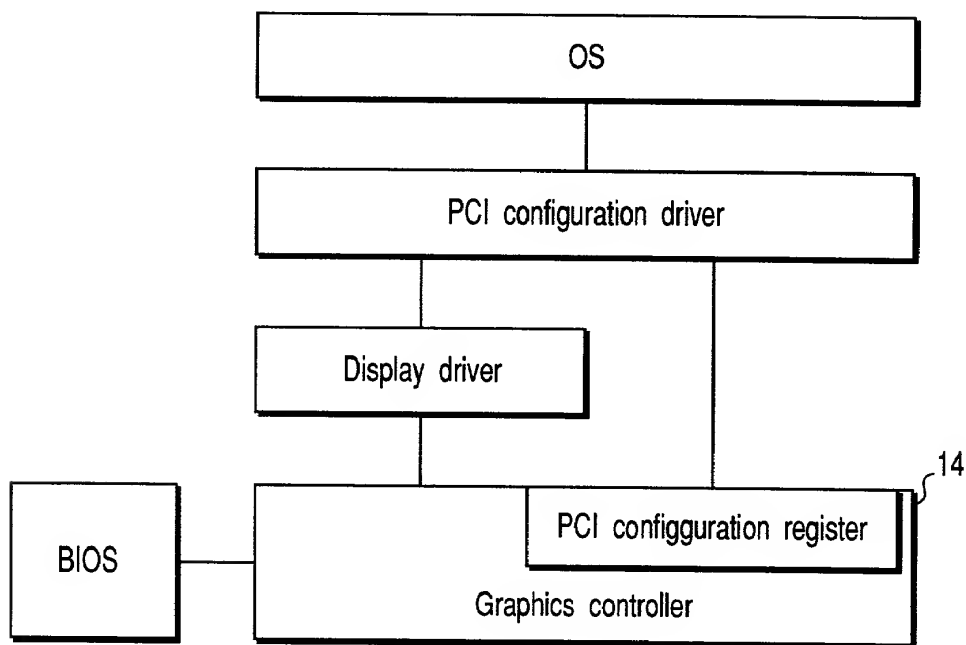 OS
PCI configuration driver
Display driver
14
PCI configguration register
BIOS
Graphics controller